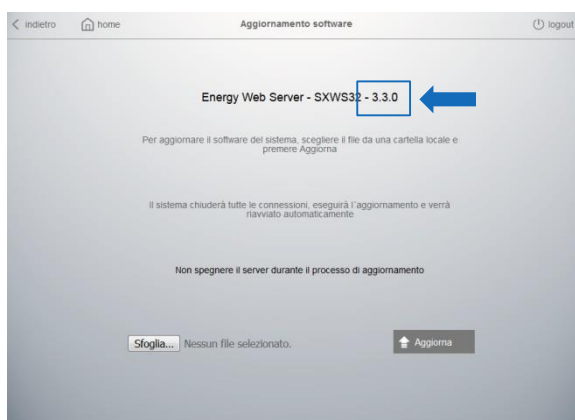 indietro
home
Aggiornamento software
logout
Energy Web Server - SXWS32 - 3.3.0
Per aggiornare il software del sistema, scegliere il file da una cartella locale e
premere Aggiorna
Il sistema chiuderà tutte le connessioni, eseguirà l'aggiornamento e verrà
riavviato automaticamente
Non spegnere il server durante il processo di aggiornamento
Sfoglia... Nessun file selezionato.
Aggiorna